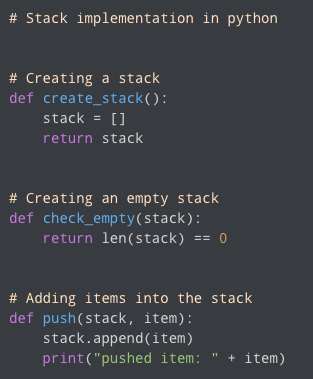 # Stack implementation in python
# Creating a stack
def create_stack():
    stack = []
    return stack
# Creating an empty stack
def check_empty(stack):
    return len(stack) == 0
# Adding items into the stack
def push(stack, item):
    stack.append(item)
    print("pushed item: " + item)